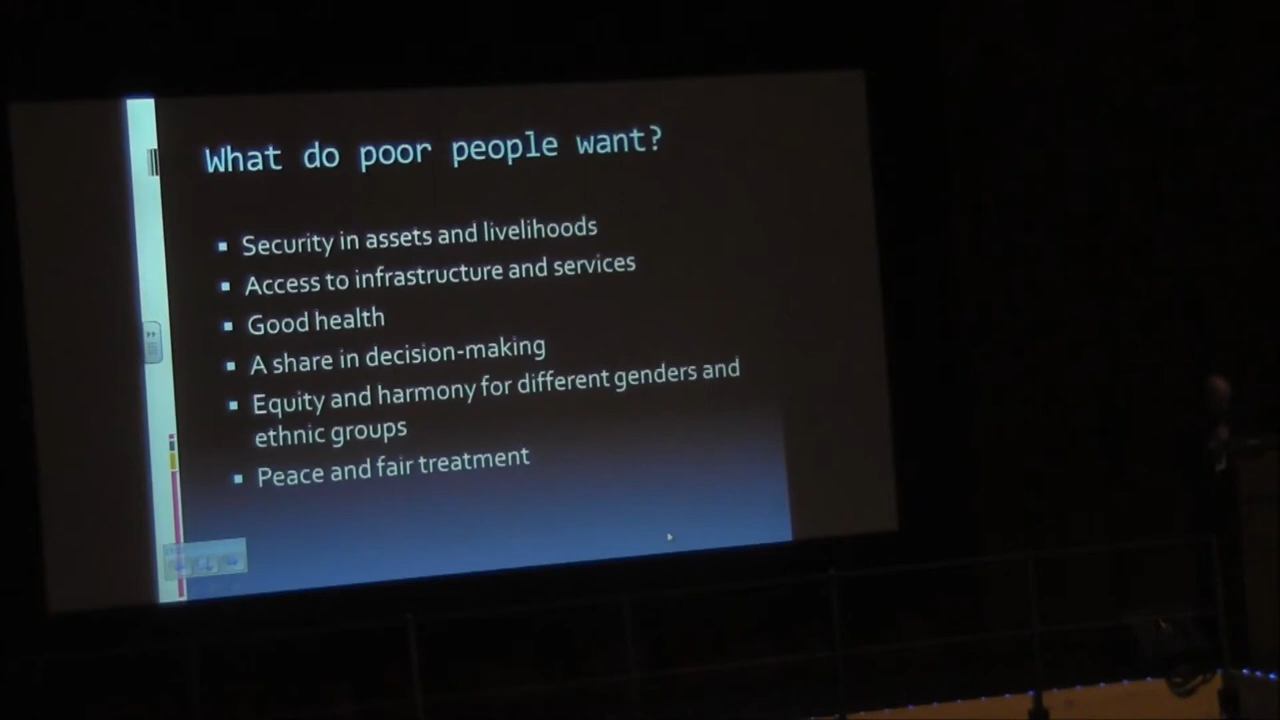 What do poor people want?
▪ Security in assets and livelihoods
▪ Access to infrastructure and services
▪ Good health
▪ A share in decision-making
▪ Equity and harmony for different genders and
ethnic groups
▪ Peace and fair treatment